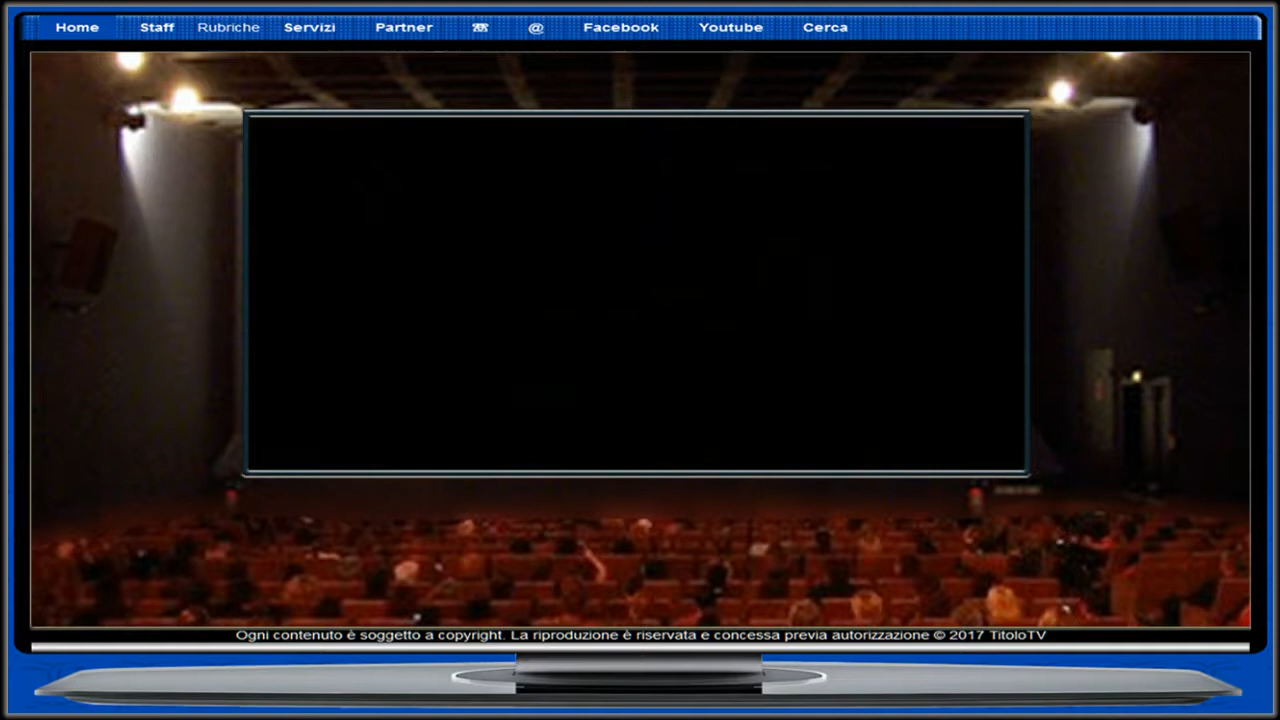 Home Staff Rubriche Servizi Partner ☎ @ Facebook Youtube Cerca
Ogni contenuto è soggetto a copyright. La riproduzione è riservata e concessa previa autorizzazione © 2017 TitoloTV